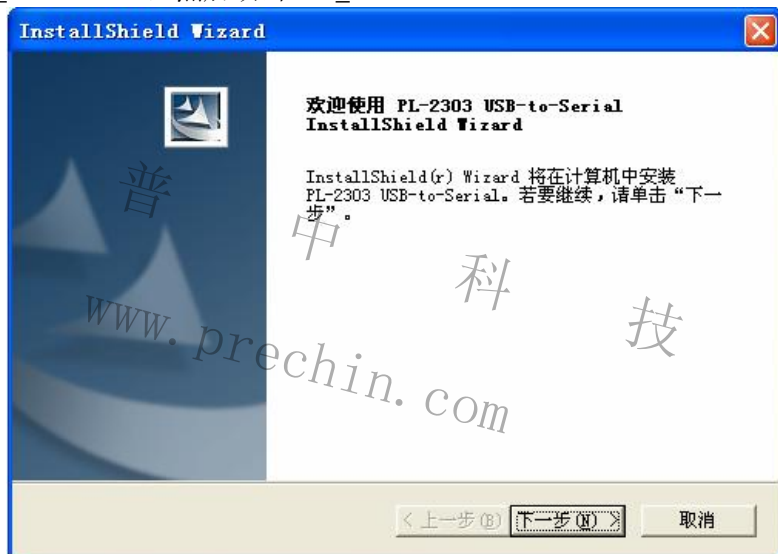 InstallShield Wizard
欢迎使用 PL-2303 USB-to-Serial
InstallShield Wizard
InstallShield(r) Wizard 将在计算机中安装
PL-2303 USB-to-Serial。若要继续，请单击“下一
步”。
普中科技
www.prechin.com
< 上一步(B)
下一步(N) >
取消